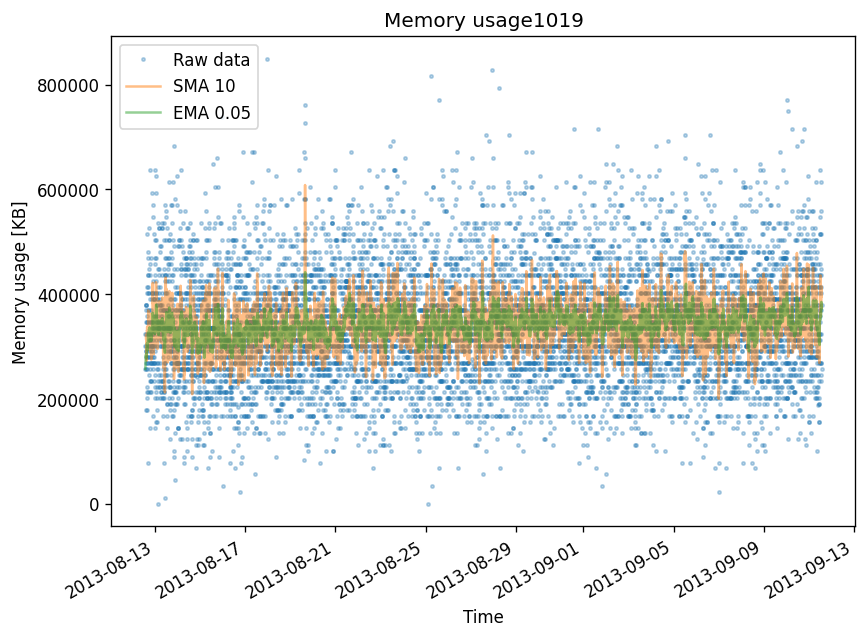 Memory usage1019
Raw data
SMA 10
EMA 0.05
Memory usage [KB]
800000
600000
400000
200000
0
2013-08-13
2013-08-17
2013-08-21
2013-08-25
2013-08-29
2013-09-01
2013-09-05
2013-09-09
2013-09-13
Time